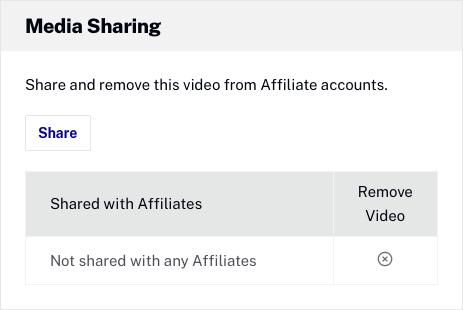 Media Sharing
Share and remove this video from Affiliate accounts.
Share
Shared with Affiliates
Remove
Video
Not shared with any Affiliates